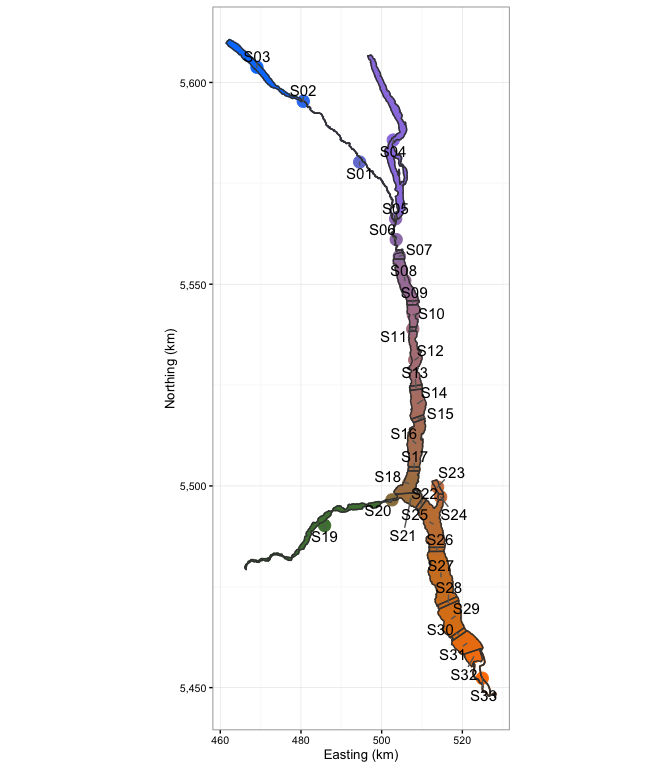 S03
5,600
S02
S04
S01
S05
S06
S07
S08
5,550
S09
S10
S11
S12
S13
S14
S15
S16
S17
S18
S23
5,500
S22
S20
S25
S24
S19
S21
S26
S27
S28
S29
S30
S31
S32
5,450
S33
460
480
500
520
Easting (km)
Northing (km)